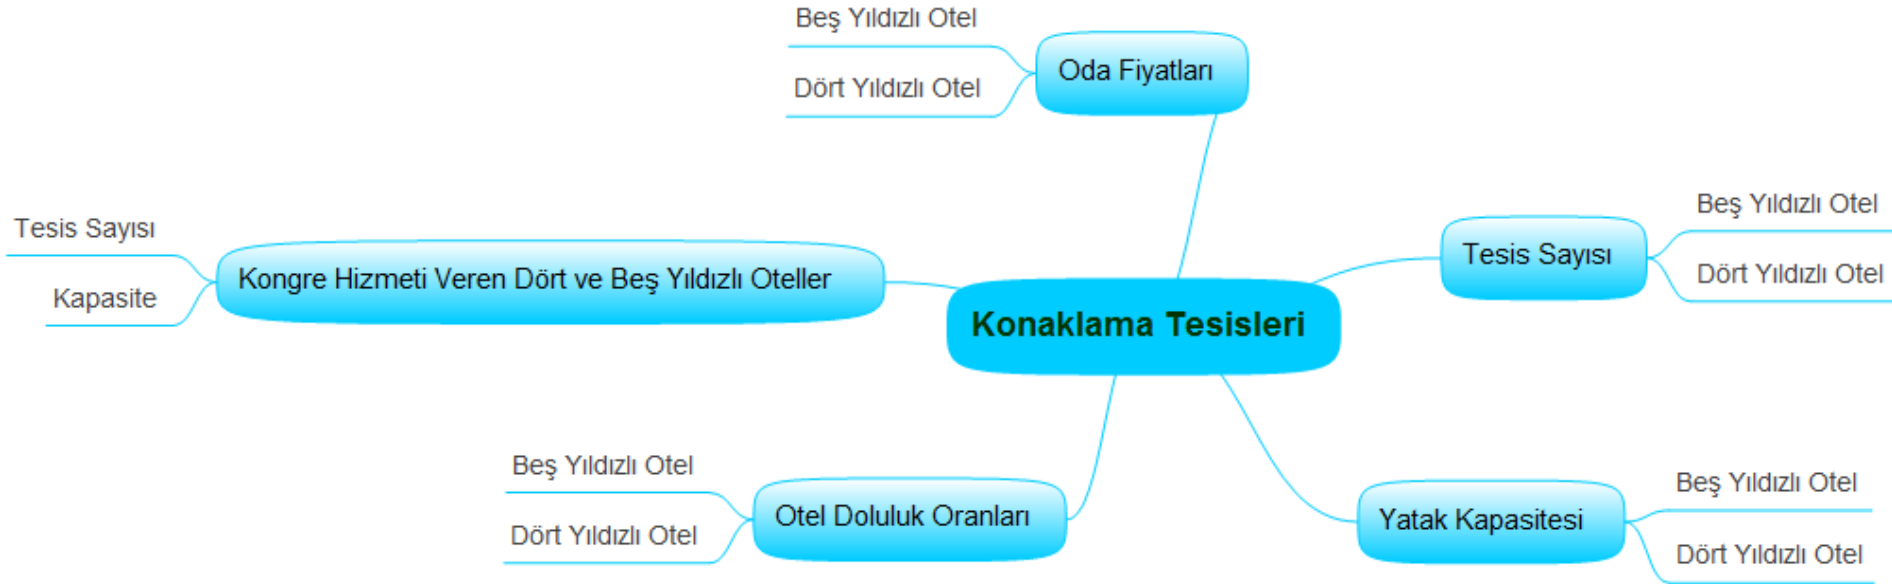 Beş Yıldızlı Otel
Oda Fiyatları
Dört Yıldızlı Otel
Beş Yıldızlı Otel
Tesis Sayısı
Tesis Sayısı
Dört Yıldızlı Otel
Kongre Hizmeti Veren Dört ve Beş Yıldızlı Oteller
Kapasite
Konaklama Tesisleri
Beş Yıldızlı Otel
Otel Doluluk Oranları
Dört Yıldızlı Otel
Beş Yıldızlı Otel
Yatak Kapasitesi
Dört Yıldızlı Otel